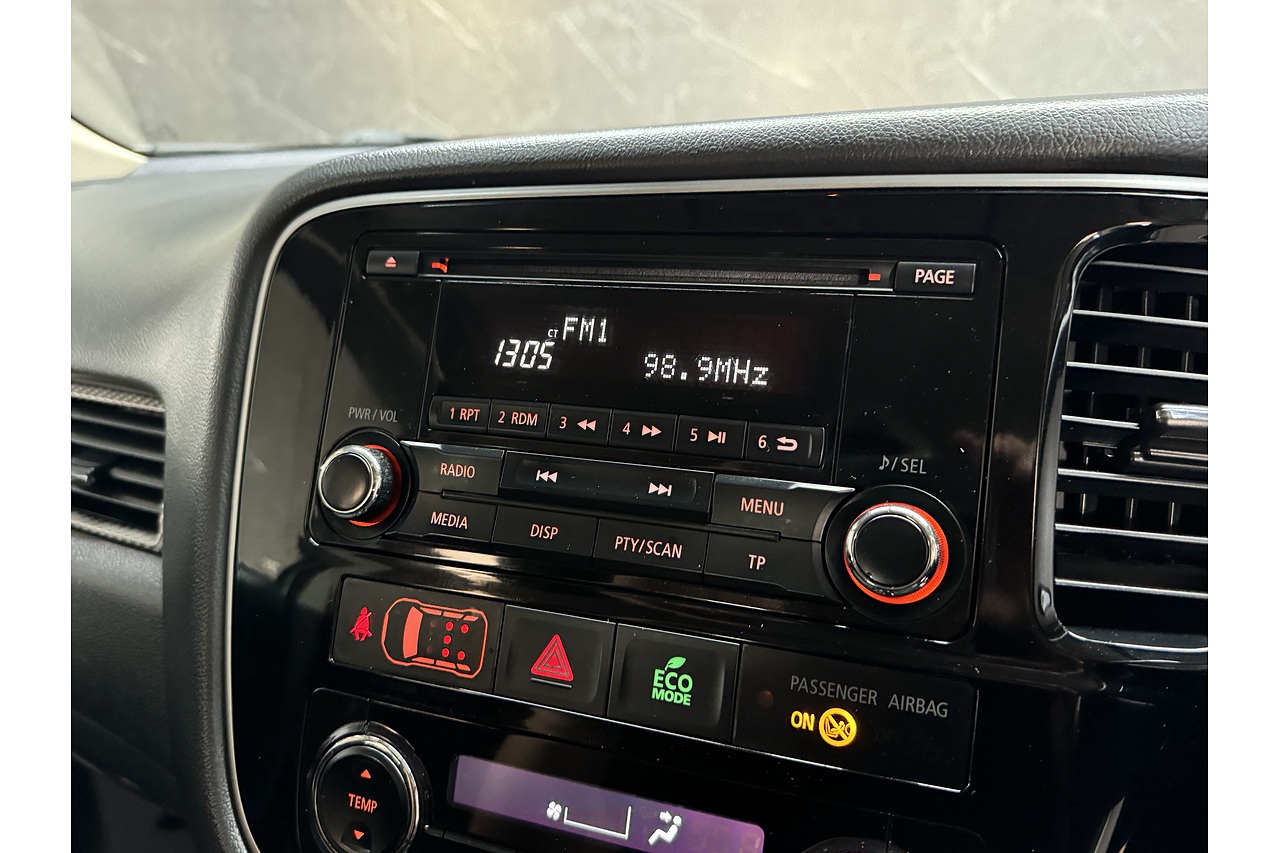 PAGE
CT FM1
1305
98.9MHz
PWR / VOL
1 RPT 2 RDM 3 4 5 6
♪/SEL
RADIO
MENU
MEDIA DISP PTY/SCAN TP
ECO
MODE
PASSENGER AIRBAG
ON
TEMP